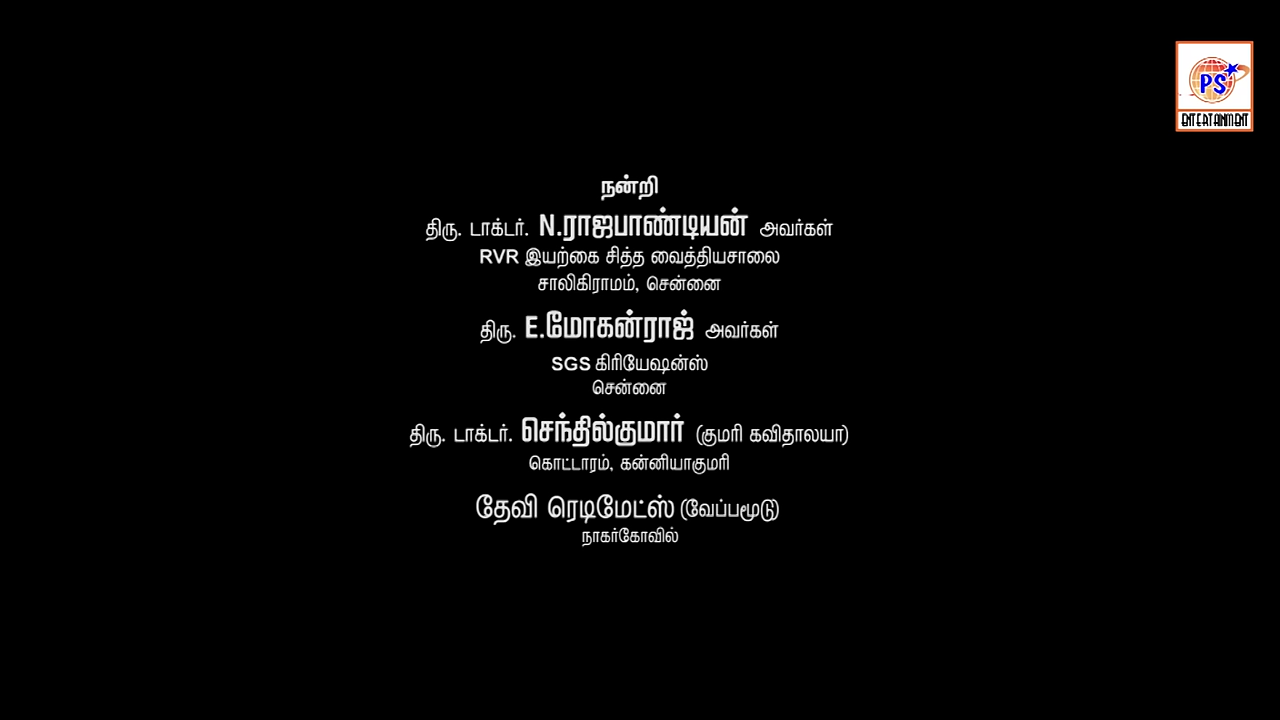 PS
ENTERTAINMENT
நன்றி
திரு. டாக்டர். N.ராஜபாண்டியன் அவர்கள்
RVR இயற்கை சித்த வைத்தியசாலை
சாலிகிராமம், சென்னை
திரு. E.மோகன்ராஜ் அவர்கள்
SGS கிரியேஷன்ஸ்
சென்னை
திரு. டாக்டர். செந்தில்குமார் (குமரி கவிதாலயா)
கொட்டாரம், கன்னியாகுமரி
தேவி ரெடிமேட்ஸ் (வேப்பமூடு)
நாகர்கோவில்